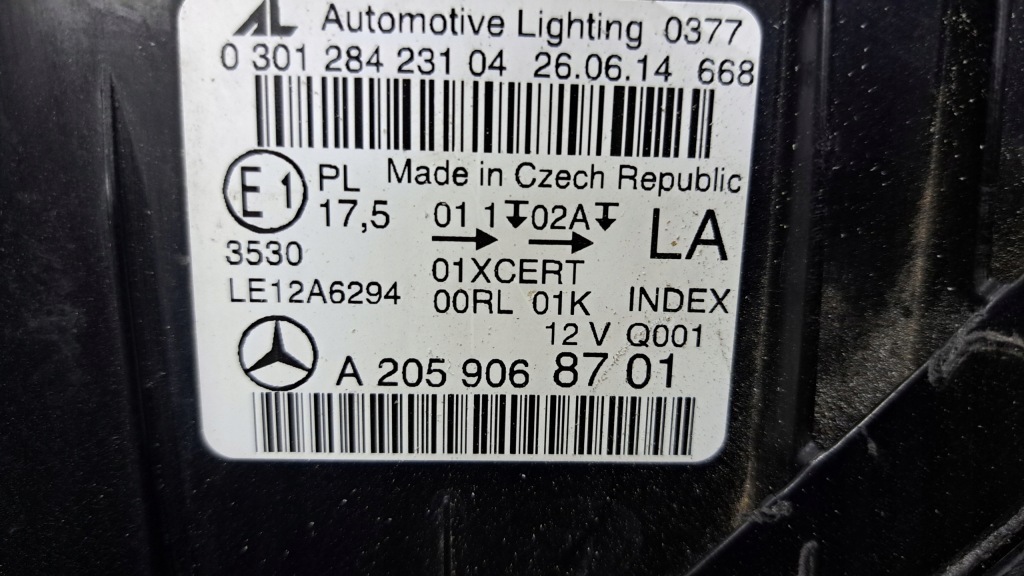 AL Automotive Lighting 0377
0 301 284 231 04 26.06.14 668
E1 PL Made in Czech Republic
17,5 01 1 02A LA
3530 01XCERT
LE12A6294 00RL 01K INDEX
12 V Q001
A 205 906 87 01